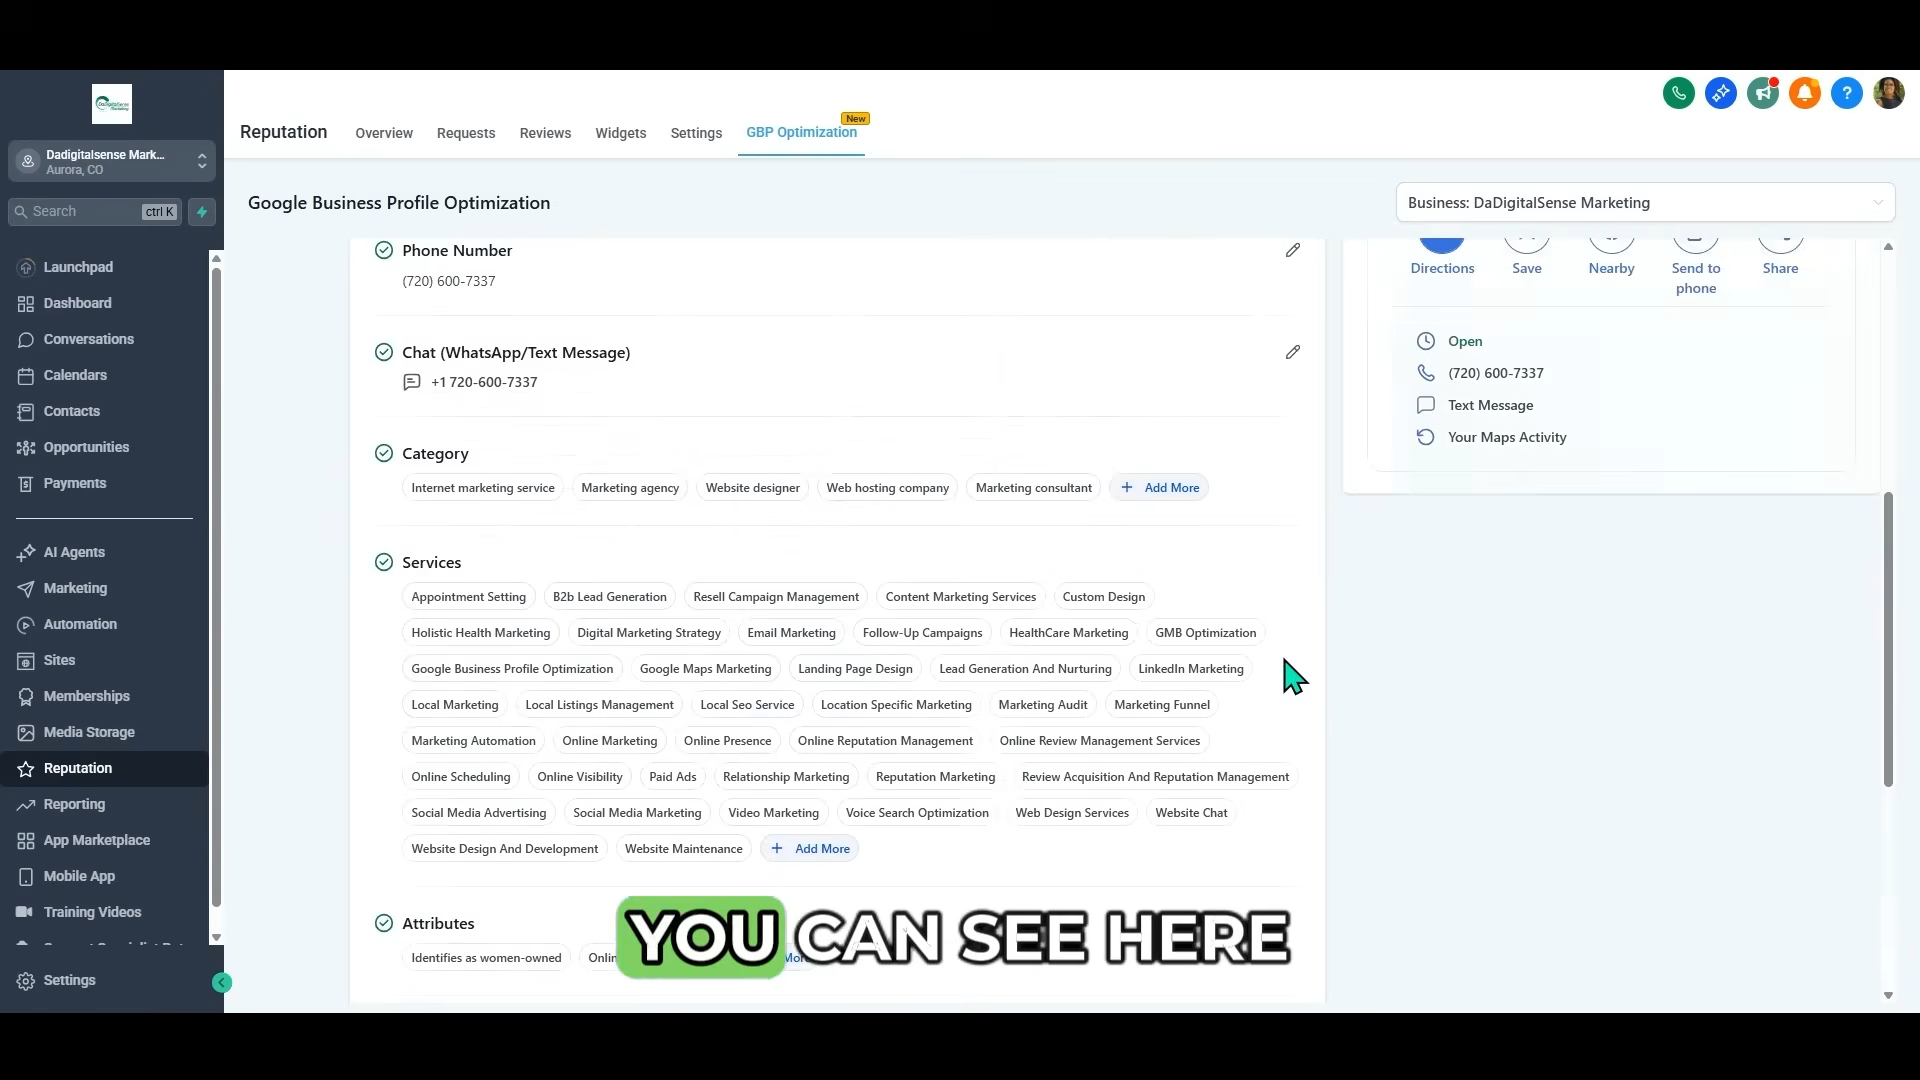 DaDigitalSense
Marketing
Dadigitalsense Mark...
Aurora, CO
Search
ctrl K
Launchpad
Dashboard
Conversations
Calendars
Contacts
Opportunities
Payments
AI Agents
Marketing
Automation
Sites
Memberships
Media Storage
Reputation
Reporting
App Marketplace
Mobile App
Training Videos
Settings
Reputation
Overview
Requests
Reviews
Widgets
Settings
GBP Optimization
New
?
Google Business Profile Optimization
Business: DaDigitalSense Marketing
Phone Number
(720) 600-7337
Chat (WhatsApp/Text Message)
+1 720-600-7337
Category
Internet marketing service Marketing agency Website designer Web hosting company Marketing consultant + Add More
Services
Appointment Setting B2b Lead Generation Resell Campaign Management Content Marketing Services Custom Design
Holistic Health Marketing Digital Marketing Strategy Email Marketing Follow-Up Campaigns HealthCare Marketing GMB Optimization
Google Business Profile Optimization Google Maps Marketing Landing Page Design Lead Generation And Nurturing LinkedIn Marketing
Local Marketing Local Listings Management Local Seo Service Location Specific Marketing Marketing Audit Marketing Funnel
Marketing Automation Online Marketing Online Presence Online Reputation Management Online Review Management Services
Online Scheduling Online Visibility Paid Ads Relationship Marketing Reputation Marketing Review Acquisition And Reputation Management
Social Media Advertising Social Media Marketing Video Marketing Voice Search Optimization Web Design Services Website Chat
Website Design And Development Website Maintenance + Add More
Attributes
Identifies as women-owned
YOU CAN SEE HERE
Directions
Save
Nearby
Send to
phone
Share
Open
(720) 600-7337
Text Message
Your Maps Activity